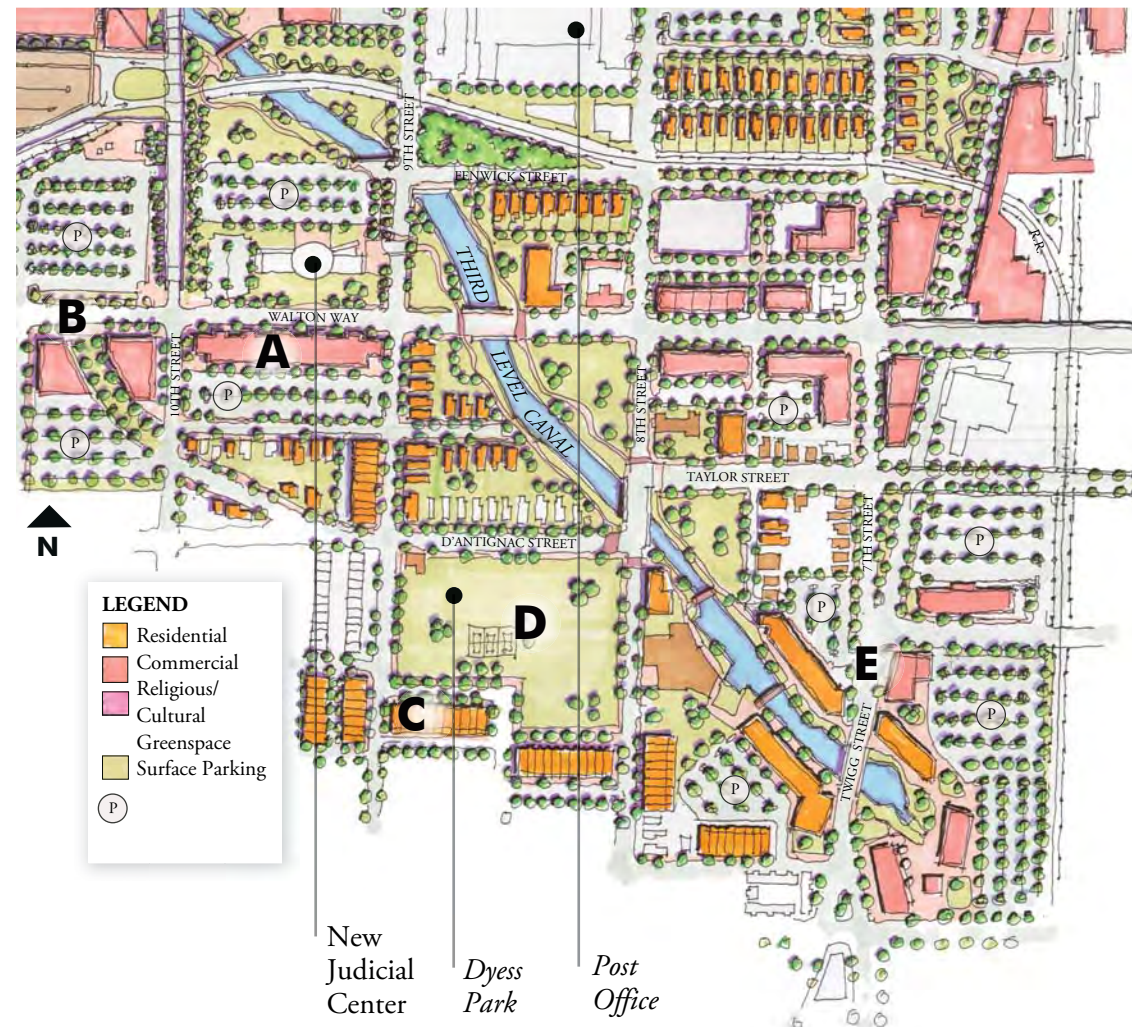 9TH STREET
FENWICK STREET
P
P
THIRD
R.R.
B
WALTON WAY
A
10TH STREET
LEVEL CANAL
8TH STREET
P
P
P
TAYLOR STREET
N
D'ANTIGNAC STREET
7TH STREET
P
P
D
E
C
P
P
TWIGG STREET
LEGEND
Residential
Commercial
Religious/
Cultural
Greenspace
Surface Parking
P
New
Judicial
Center
Dyess
Park
Post
Office